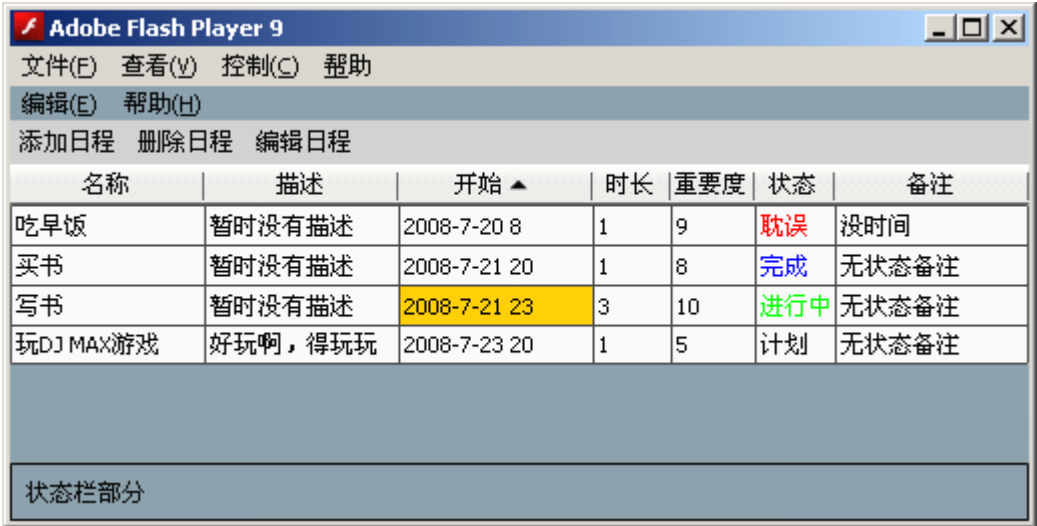 Adobe Flash Player 9
文件(F) 查看(V) 控制(C) 帮助
编辑(E) 帮助(H)
添加日程 删除日程 编辑日程
名称 描述 开始 时长 重要度 状态 备注
吃早饭 暂时没有描述 2008-7-20 8 1 9 耽误 没时间
买书 暂时没有描述 2008-7-21 20 1 8 完成 无状态备注
写书 暂时没有描述 2008-7-21 23 3 10 进行中 无状态备注
玩DJ MAX游戏 好玩啊，得玩玩 2008-7-23 20 1 5 计划 无状态备注
状态栏部分